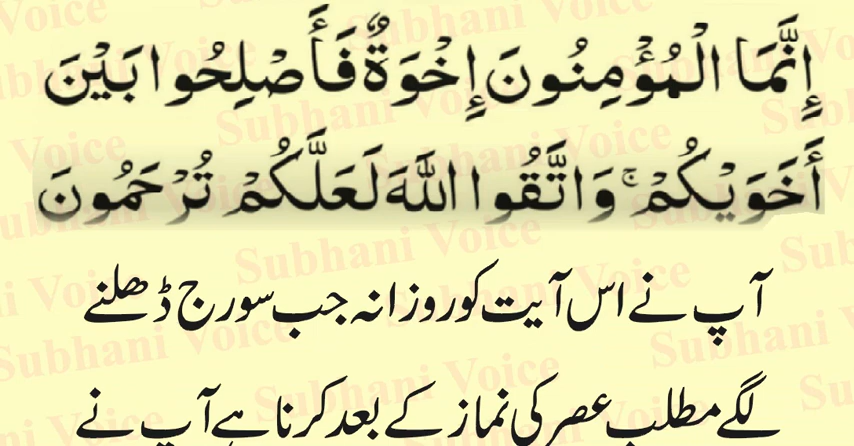 إِنَّمَا الْمُؤْمِنُونَ إِخْوَةٌ فَأَصْلِحُوا بَيْنَ
أَخَوَيْكُمْ ۚ وَاتَّقُوا اللَّهَ لَعَلَّكُمْ تُرْحَمُونَ
آپ نے اس آیت کو روزانہ جب سورج ڈھلنے
لگے مطلب عصر کی نماز کے بعد کرنا ہے آپ نے
Subhani Voice